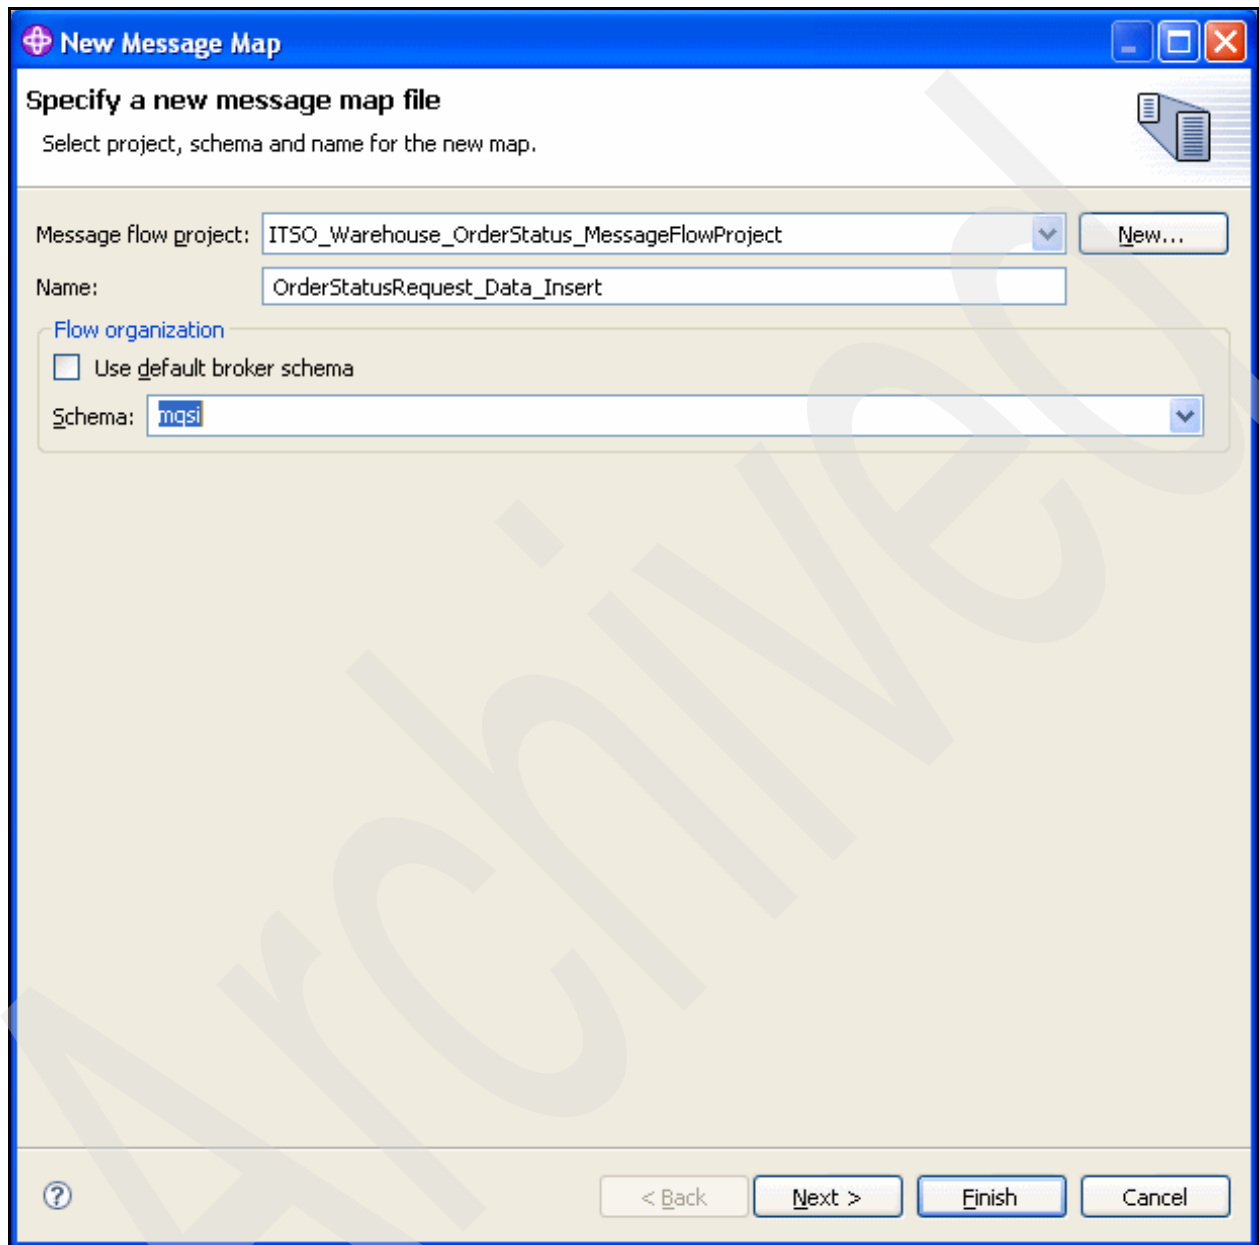 New Message Map
Specify a new message map file
Select project, schema and name for the new map.
Message flow project: ITSO_Warehouse_OrderStatus_MessageFlowProject New...
Name: OrderStatusRequest_Data_Insert
Flow organization
Use default broker schema
Schema: mqsi
? < Back Next > Finish Cancel
Archived